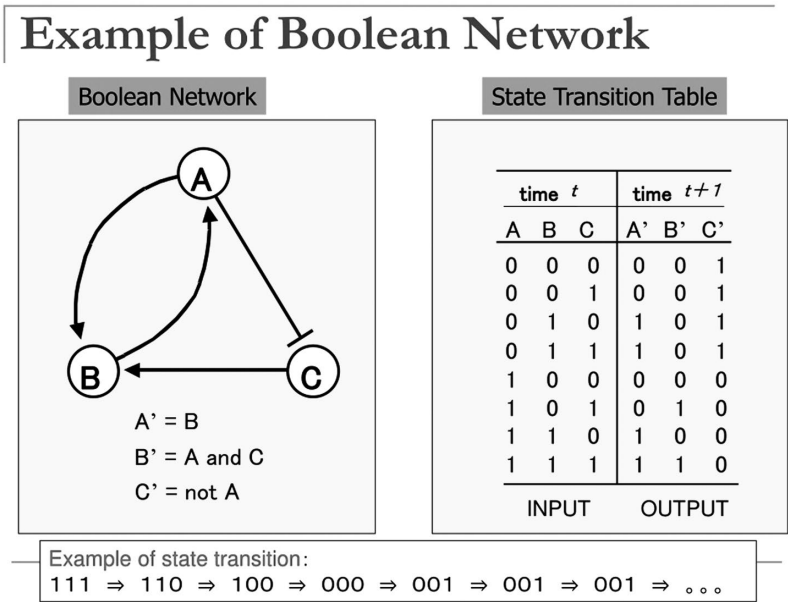 Example of Boolean Network
Boolean Network
A
B
C
A' = B
B' = A and C
C' = not A
State Transition Table
time t time t+1
A B C A' B' C'
0 0 0 0 0 1
0 0 1 0 0 1
0 1 0 1 0 1
0 1 1 1 0 1
1 0 0 0 0 0
1 0 1 0 1 0
1 1 0 1 0 0
1 1 1 1 1 0
INPUT OUTPUT
Example of state transition:
111 ⇒ 110 ⇒ 100 ⇒ 000 ⇒ 001 ⇒ 001 ⇒ 001 ⇒ 。。。